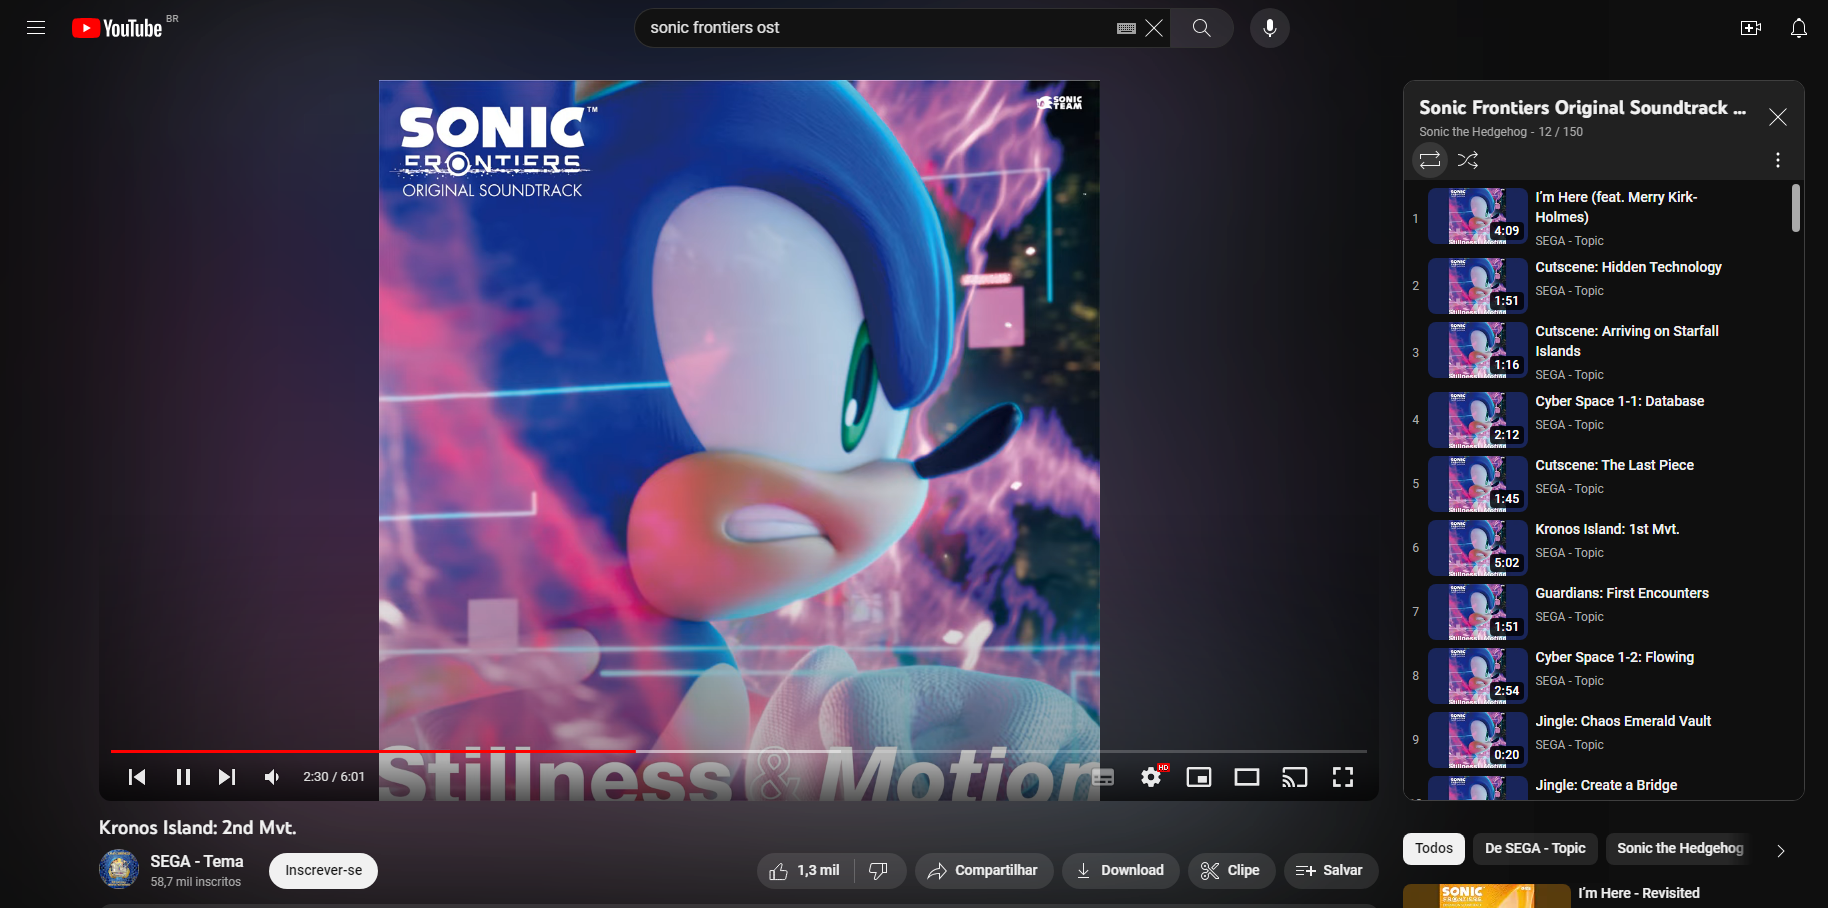 YouTube BR
sonic frontiers ost
SONIC TEAM
SONIC™
FRONTIERS
ORIGINAL SOUNDTRACK
Stillness & Motion
2:30 / 6:01
HD
Kronos Island: 2nd Mvt.
SEGA - Tema
58,7 mil inscritos
Inscrever-se
1,3 mil
Compartilhar
Download
Clipe
Salvar
Sonic Frontiers Original Soundtrack ...
Sonic the Hedgehog - 12 / 150
1
4:09
I'm Here (feat. Merry Kirk-
Holmes)
SEGA - Topic
2
1:51
Cutscene: Hidden Technology
SEGA - Topic
3
1:16
Cutscene: Arriving on Starfall
Islands
SEGA - Topic
4
2:12
Cyber Space 1-1: Database
SEGA - Topic
5
1:45
Cutscene: The Last Piece
SEGA - Topic
6
5:02
Kronos Island: 1st Mvt.
SEGA - Topic
7
1:51
Guardians: First Encounters
SEGA - Topic
8
2:54
Cyber Space 1-2: Flowing
SEGA - Topic
9
0:20
Jingle: Chaos Emerald Vault
SEGA - Topic
Jingle: Create a Bridge
Todos
De SEGA - Topic
Sonic the Hedgehog
SONIC
I'm Here - Revisited